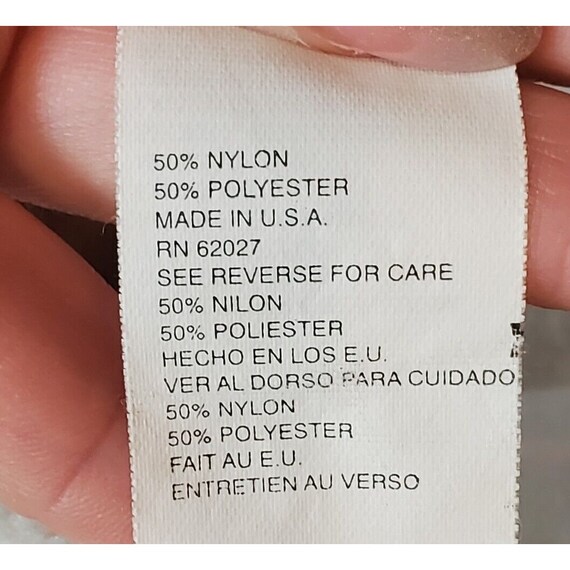 50% NYLON
50% POLYESTER
MADE IN U.S.A.
RN 62027
SEE REVERSE FOR CARE
50% NILON
50% POLIESTER
HECHO EN LOS E.U.
VER AL DORSO PARA CUIDADO
50% NYLON
50% POLYESTER
FAIT AU E.U.
ENTRETIEN AU VERSO